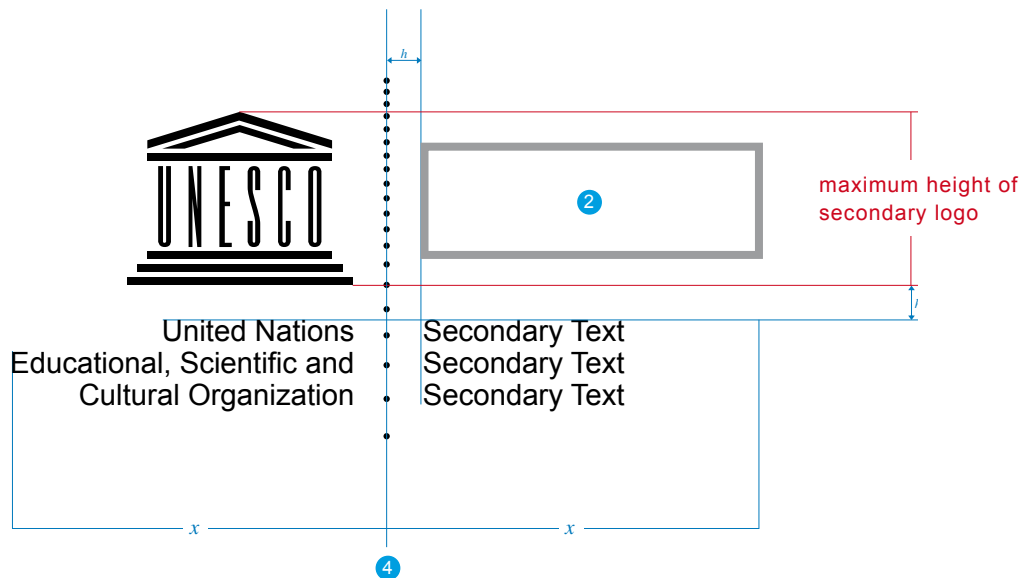 h
UNESCO
2
maximum height of
secondary logo
United Nations
Educational, Scientific and
Cultural Organization
Secondary Text
Secondary Text
Secondary Text
x
x
4